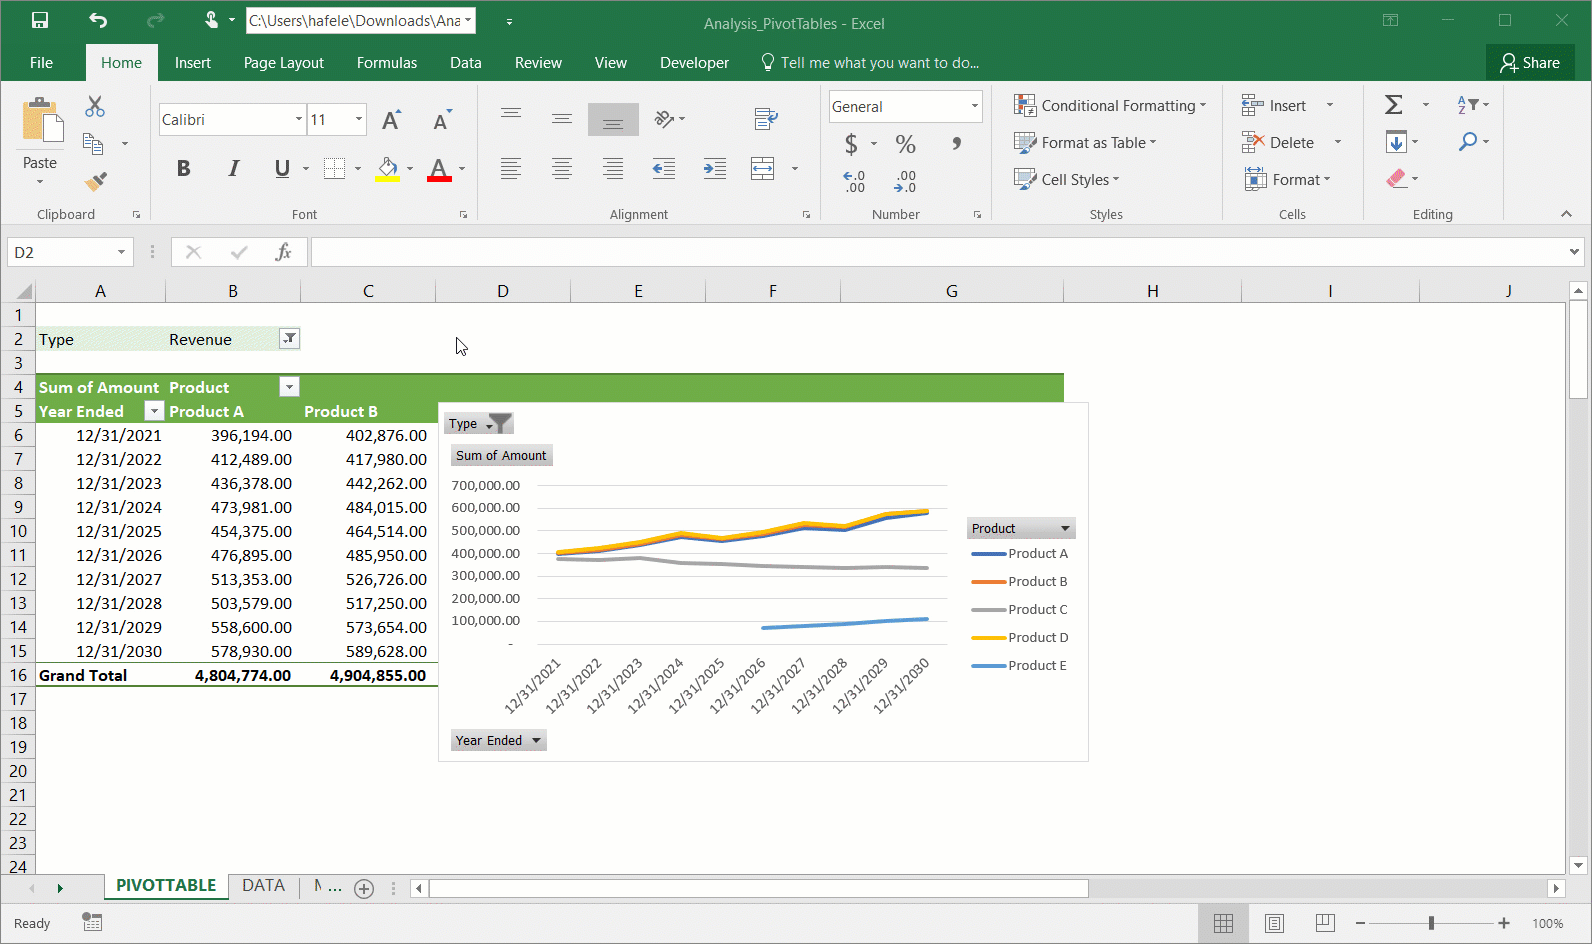 C:\Users\hafele\Downloads\Ana
Analysis_PivotTables - Excel
File Home Insert Page Layout Formulas Data Review View Developer Tell me what you want to do... Share
Paste
Clipboard
Calibri 11
B I U A
Font
Alignment
General
$ % ,
Number
Conditional Formatting
Format as Table
Cell Styles
Styles
Insert
Delete
Format
Cells
Editing
D2 fx
A B C D E F G H I J
1
2 Type Revenue
3
4 Sum of Amount Product
5 Year Ended Product A Product B
6 12/31/2021 396,194.00 402,876.00
7 12/31/2022 412,489.00 417,980.00
8 12/31/2023 436,378.00 442,262.00
9 12/31/2024 473,981.00 484,015.00
10 12/31/2025 454,375.00 464,514.00
11 12/31/2026 476,895.00 485,950.00
12 12/31/2027 513,353.00 526,726.00
13 12/31/2028 503,579.00 517,250.00
14 12/31/2029 558,600.00 573,654.00
15 12/31/2030 578,930.00 589,628.00
16 Grand Total 4,804,774.00 4,904,855.00
17
18
19
20
21
22
23
24
Type
Sum of Amount
700,000.00
600,000.00
500,000.00
400,000.00
300,000.00
200,000.00
100,000.00
-
12/31/2021 12/31/2022 12/31/2023 12/31/2024 12/31/2025 12/31/2026 12/31/2027 12/31/2028 12/31/2029 12/31/2030
Year Ended
Product
Product A
Product B
Product C
Product D
Product E
PIVOTTABLE DATA M ...
Ready 100%